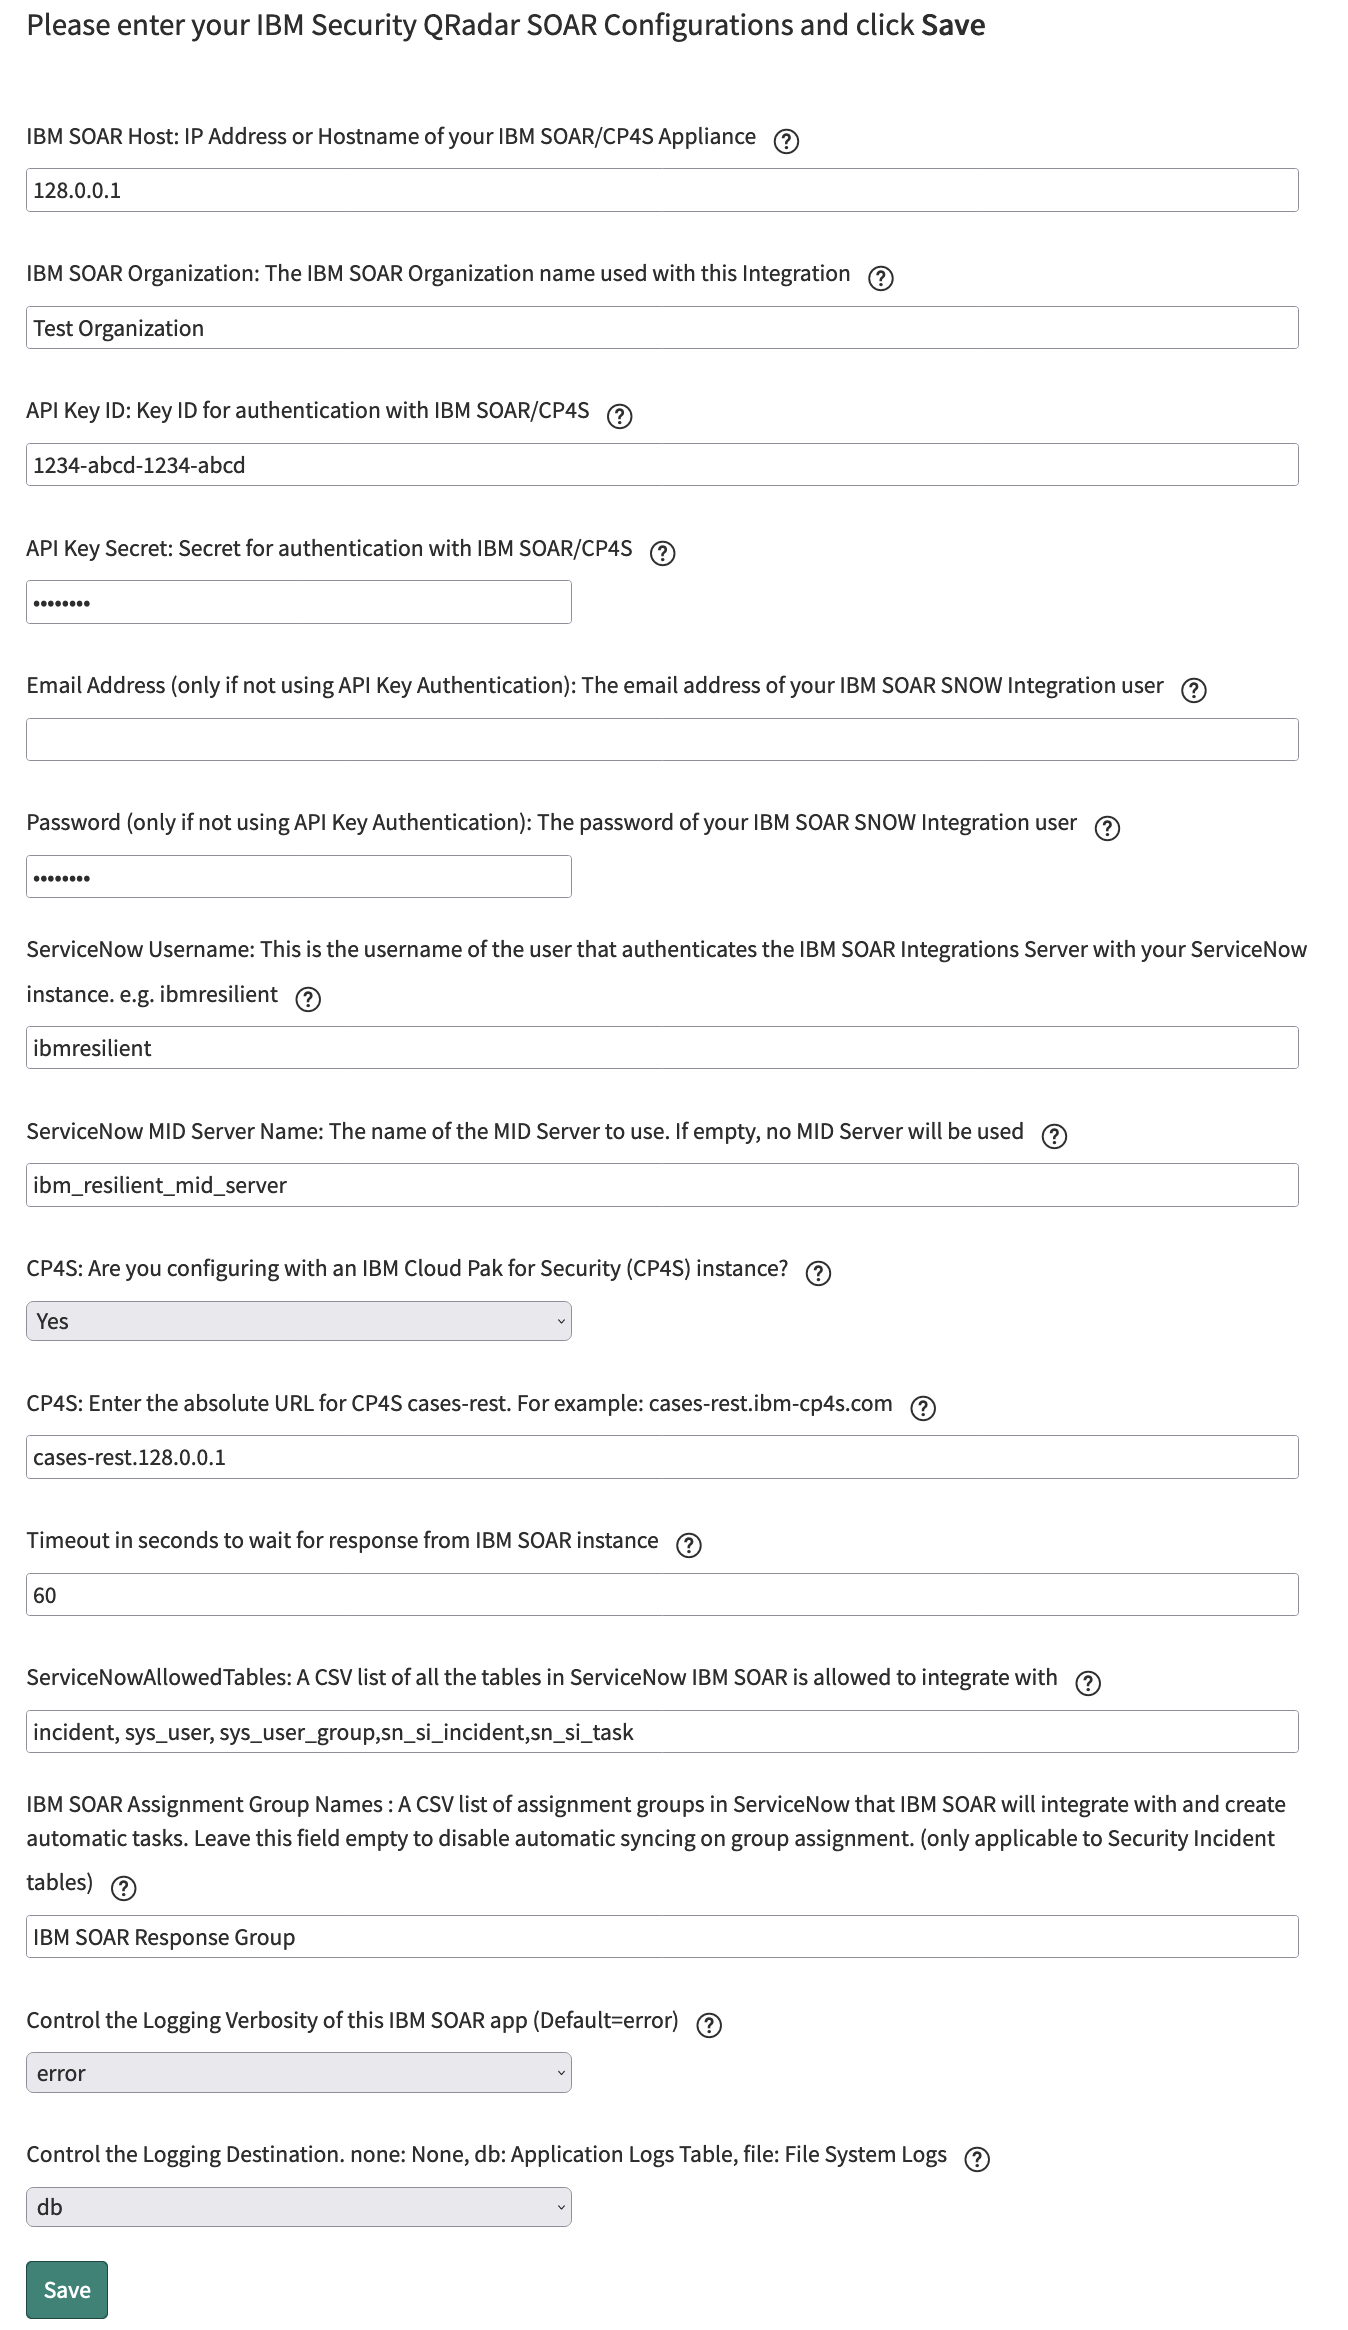 Please enter your IBM Security QRadar SOAR Configurations and click Save
IBM SOAR Host: IP Address or Hostname of your IBM SOAR/CP4S Appliance ?
128.0.0.1
IBM SOAR Organization: The IBM SOAR Organization name used with this Integration ?
Test Organization
API Key ID: Key ID for authentication with IBM SOAR/CP4S ?
1234-abcd-1234-abcd
API Key Secret: Secret for authentication with IBM SOAR/CP4S ?
••••••••
Email Address (only if not using API Key Authentication): The email address of your IBM SOAR SNOW Integration user ?
Password (only if not using API Key Authentication): The password of your IBM SOAR SNOW Integration user ?
••••••••
ServiceNow Username: This is the username of the user that authenticates the IBM SOAR Integrations Server with your ServiceNow
instance. e.g. ibmresilient ?
ibmresilient
ServiceNow MID Server Name: The name of the MID Server to use. If empty, no MID Server will be used ?
ibm_resilient_mid_server
CP4S: Are you configuring with an IBM Cloud Pak for Security (CP4S) instance? ?
Yes
CP4S: Enter the absolute URL for CP4S cases-rest. For example: cases-rest.ibm-cp4s.com ?
cases-rest.128.0.0.1
Timeout in seconds to wait for response from IBM SOAR instance ?
60
ServiceNowAllowedTables: A CSV list of all the tables in ServiceNow IBM SOAR is allowed to integrate with ?
incident, sys_user, sys_user_group,sn_si_incident,sn_si_task
IBM SOAR Assignment Group Names : A CSV list of assignment groups in ServiceNow that IBM SOAR will integrate with and create
automatic tasks. Leave this field empty to disable automatic syncing on group assignment. (only applicable to Security Incident
tables) ?
IBM SOAR Response Group
Control the Logging Verbosity of this IBM SOAR app (Default=error) ?
error
Control the Logging Destination. none: None, db: Application Logs Table, file: File System Logs ?
db
Save